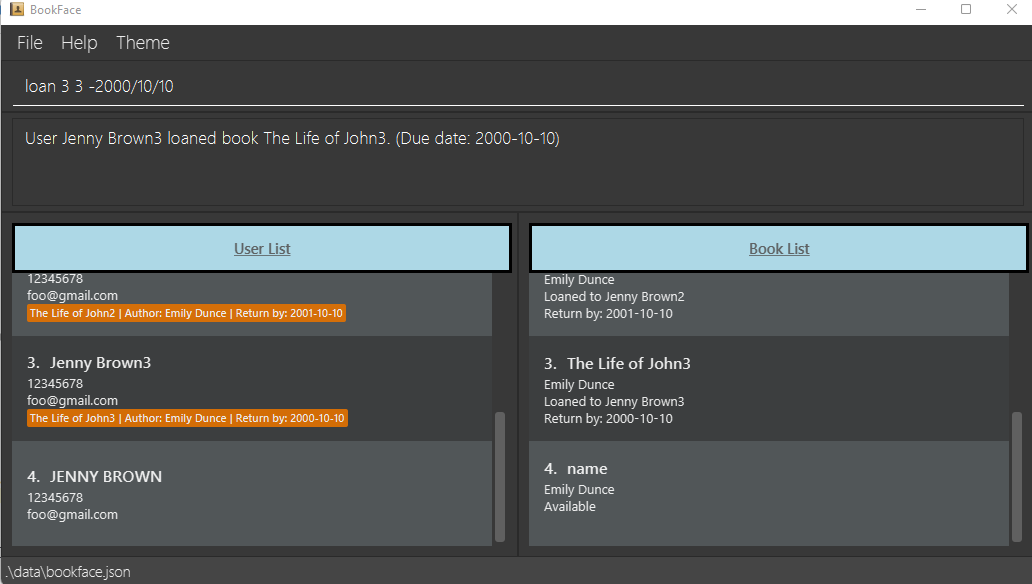 BookFace
File Help Theme
loan 3 3 -2000/10/10
User Jenny Brown3 loaned book The Life of John3. (Due date: 2000-10-10)
User List
12345678
foo@gmail.com
The Life of John2 | Author: Emily Dunce | Return by: 2001-10-10
3. Jenny Brown3
12345678
foo@gmail.com
The Life of John3 | Author: Emily Dunce | Return by: 2000-10-10
4. JENNY BROWN
12345678
foo@gmail.com
Book List
Emily Dunce
Loaned to Jenny Brown2
Return by: 2001-10-10
3. The Life of John3
Emily Dunce
Loaned to Jenny Brown3
Return by: 2000-10-10
4. name
Emily Dunce
Available
.\data\bookface.json